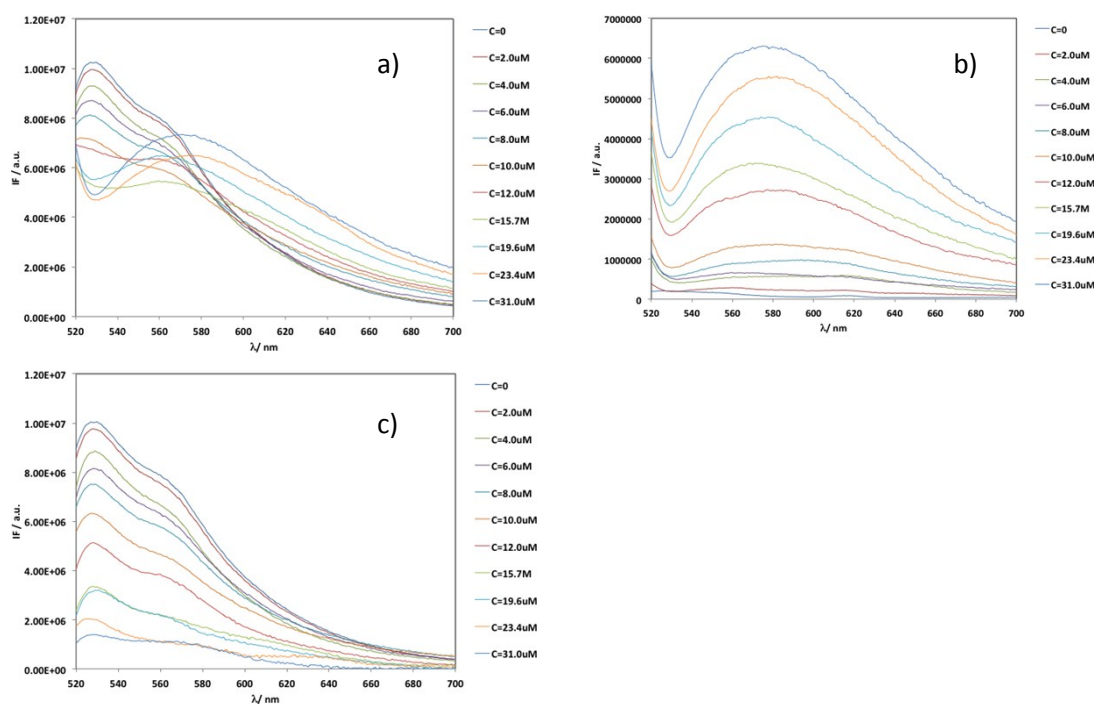 1.20E+07
1.00E+07
8.00E+06
6.00E+06
4.00E+06
2.00E+06
0.00E+00
IF / a.u.
520 540 560 580 600 620 640 660 680 700
λ/ nm
a)
C=0
C=2.0uM
C=4.0uM
C=6.0uM
C=8.0uM
C=10.0uM
C=12.0uM
C=15.7M
C=19.6uM
C=23.4uM
C=31.0uM
7000000
6000000
5000000
4000000
3000000
2000000
1000000
0
IF / a.u.
520 540 560 580 600 620 640 660 680 700
λ/ nm
b)
C=0
C=2.0uM
C=4.0uM
C=6.0uM
C=8.0uM
C=10.0uM
C=12.0uM
C=15.7M
C=19.6uM
C=23.4uM
C=31.0uM
1.20E+07
1.00E+07
8.00E+06
6.00E+06
4.00E+06
2.00E+06
0.00E+00
IF / a.u.
520 540 560 580 600 620 640 660 680 700
λ/ nm
c)
C=0
C=2.0uM
C=4.0uM
C=6.0uM
C=8.0uM
C=10.0uM
C=12.0uM
C=15.7M
C=19.6uM
C=23.4uM
C=31.0uM